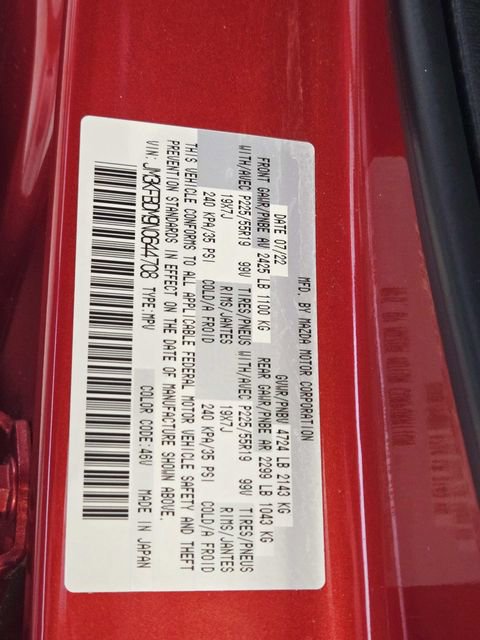 MFD. BY MAZDA MOTOR CORPORATION
DATE 07/22 GVWR/PNBV 4724 LB 2143 KG
FRONT GAWR/PNBE AV 2425 LB 1100 KG REAR GAWR/PNBE AR 2299 LB 1043 KG
WITH/AVEC P225/55R19 99V TIRES/PNEUS WITH/AVEC P225/55R19 99V TIRES/PNEUS
19X7J RIMS/JANTES 19X7J RIMS/JANTES
240 KPA/35 PSI COLD/A FROID 240 KPA/35 PSI COLD/A FROID
THIS VEHICLE CONFORMS TO ALL APPLICABLE FEDERAL MOTOR VEHICLE SAFETY AND THEFT
PREVENTION STANDARDS IN EFFECT ON THE DATE OF MANUFACTURE SHOWN ABOVE.
VIN: JM3KFBDM9N0644708 TYPE: MPV COLOR CODE: 46V MADE IN JAPAN